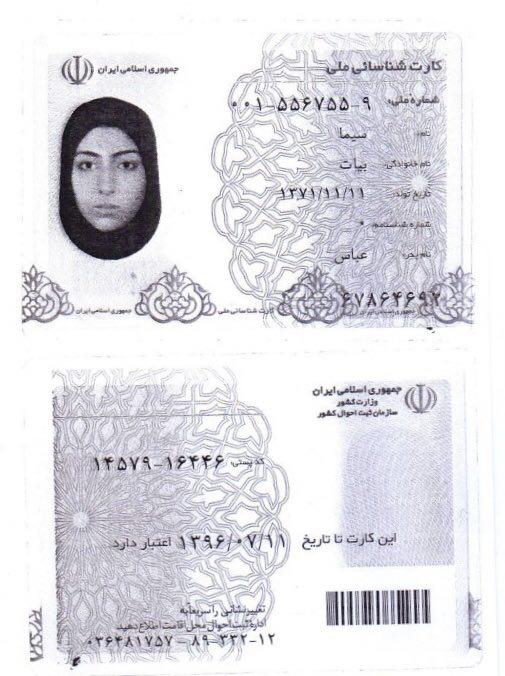 جمهوری اسلامی ایران
کارت شناسائی ملی
شماره ملی: ۰۰۱-۵۵۶۷۵۵-۹
نام: سیما
نام خانوادگی: بیات
تاریخ تولد: ۱۳۷۱/۱۱/۱۱
شماره شناسنامه: ۰
نام پدر: عباس
۶۷۸۶۴۶۹۲
جمهوری اسلامی ایران
کارت شناسائی ملی
جمهوری اسلامی ایران
جمهوری اسلامی ایران
وزارت کشور
سازمان ثبت احوال کشور
کد پستی: ۱۴۵۷۹-۱۶۴۴۶
این کارت تا تاریخ ۱۳۹۶/۰۷/۱۱ اعتبار دارد
تغییر نشانی را سریعا به
اداره ثبت احوال محل اقامت اطلاع دهید
۰۳۶۴۸۱۷۵۷-۸۹-۳۳۲-۱۲